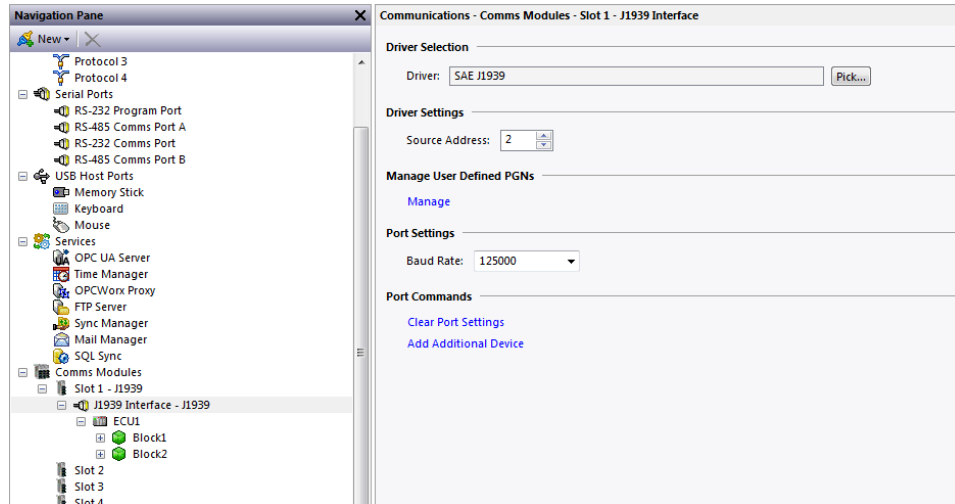 Navigation Pane
New
Protocol 3
Protocol 4
Serial Ports
RS-232 Program Port
RS-485 Comms Port A
RS-232 Comms Port
RS-485 Comms Port B
USB Host Ports
Memory Stick
Keyboard
Mouse
Services
OPC UA Server
Time Manager
OPCWorx Proxy
FTP Server
Sync Manager
Mail Manager
SQL Sync
Comms Modules
Slot 1 - J1939
J1939 Interface - J1939
ECU1
Block1
Block2
Slot 2
Slot 3
Slot 4
Communications - Comms Modules - Slot 1 - J1939 Interface
Driver Selection
Driver: SAE J1939 Pick...
Driver Settings
Source Address: 2
Manage User Defined PGNs
Manage
Port Settings
Baud Rate: 125000
Port Commands
Clear Port Settings
Add Additional Device